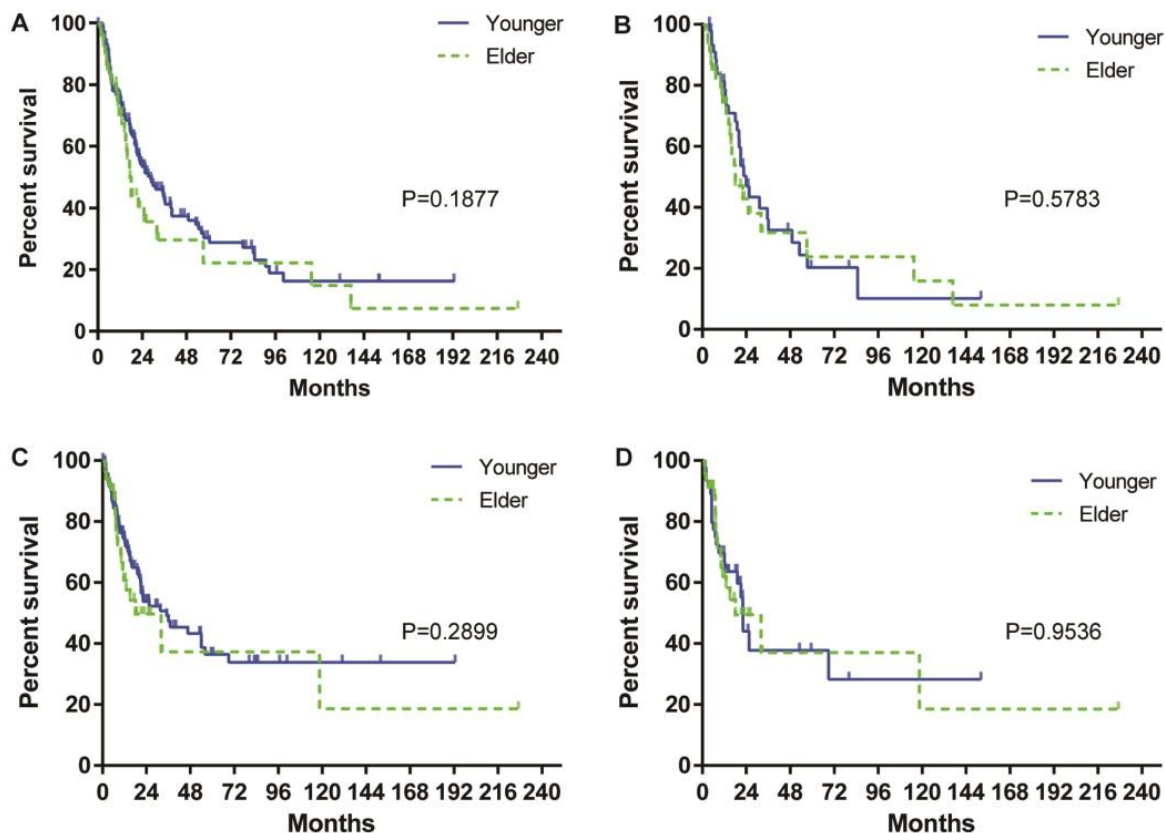 A
Younger
Elder
P=0.1877
Percent survival
100
80
60
40
20
0
0 24 48 72 96 120 144 168 192 216 240
Months
B
Younger
Elder
P=0.5783
Percent survival
100
80
60
40
20
0
0 24 48 72 96 120 144 168 192 216 240
Months
C
Younger
Elder
P=0.2899
Percent survival
100
80
60
40
20
0
0 24 48 72 96 120 144 168 192 216 240
Months
D
Younger
Elder
P=0.9536
Percent survival
100
80
60
40
20
0
0 24 48 72 96 120 144 168 192 216 240
Months